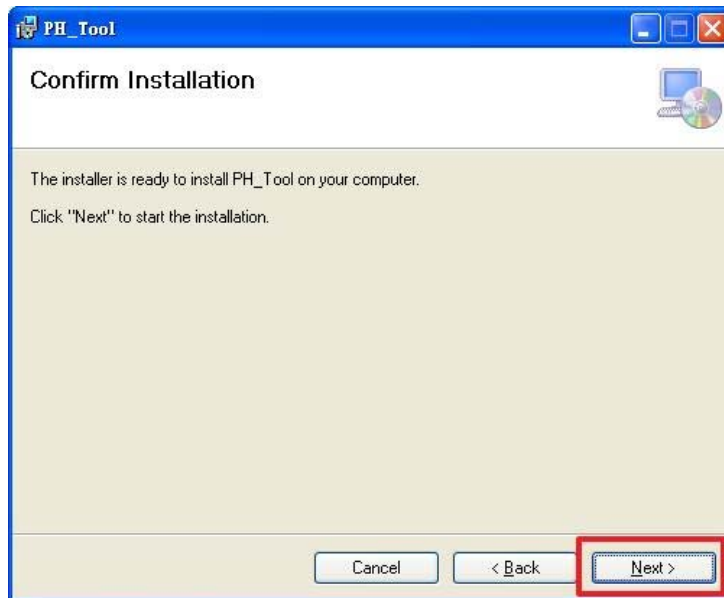 PH_Tool
Confirm Installation
The installer is ready to install PH_Tool on your computer.
Click "Next" to start the installation.
Cancel
< Back
Next >